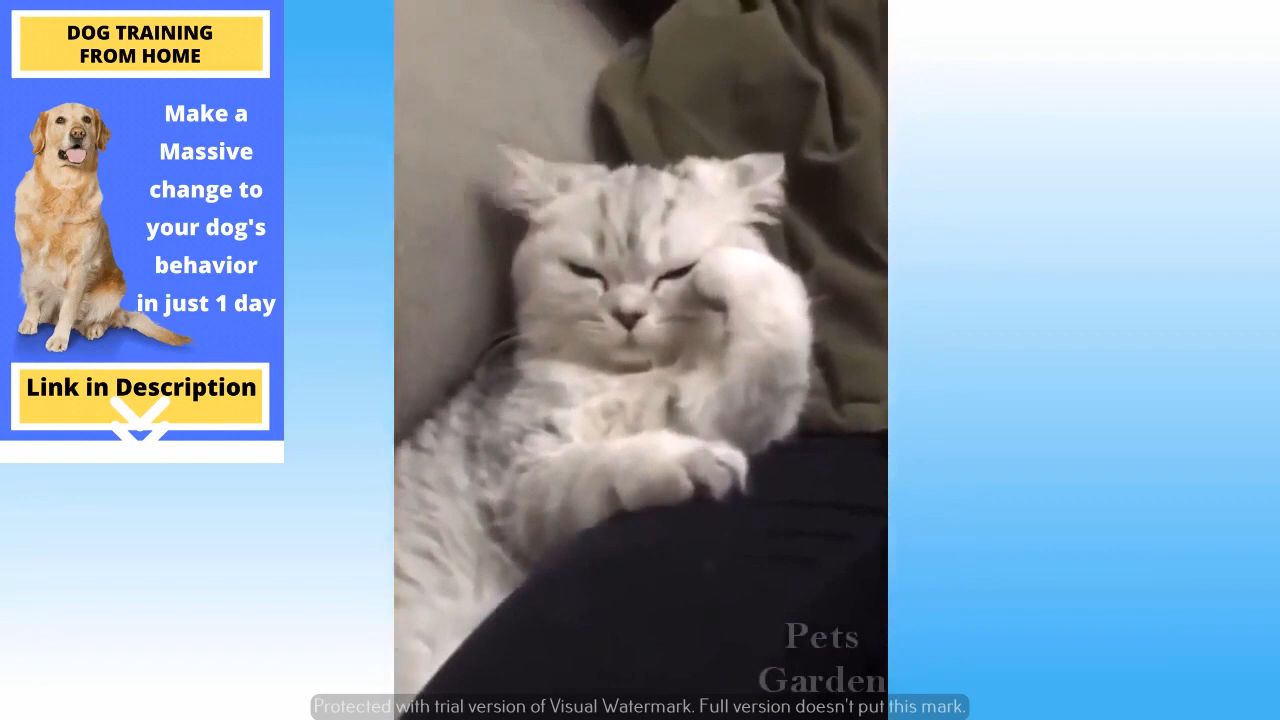 DOG TRAINING
FROM HOME
Make a
Massive
change to
your dog's
behavior
in just 1 day
Link in Description
Pets
Garden
Protected with trial version of Visual Watermark. Full version doesn't put this mark.